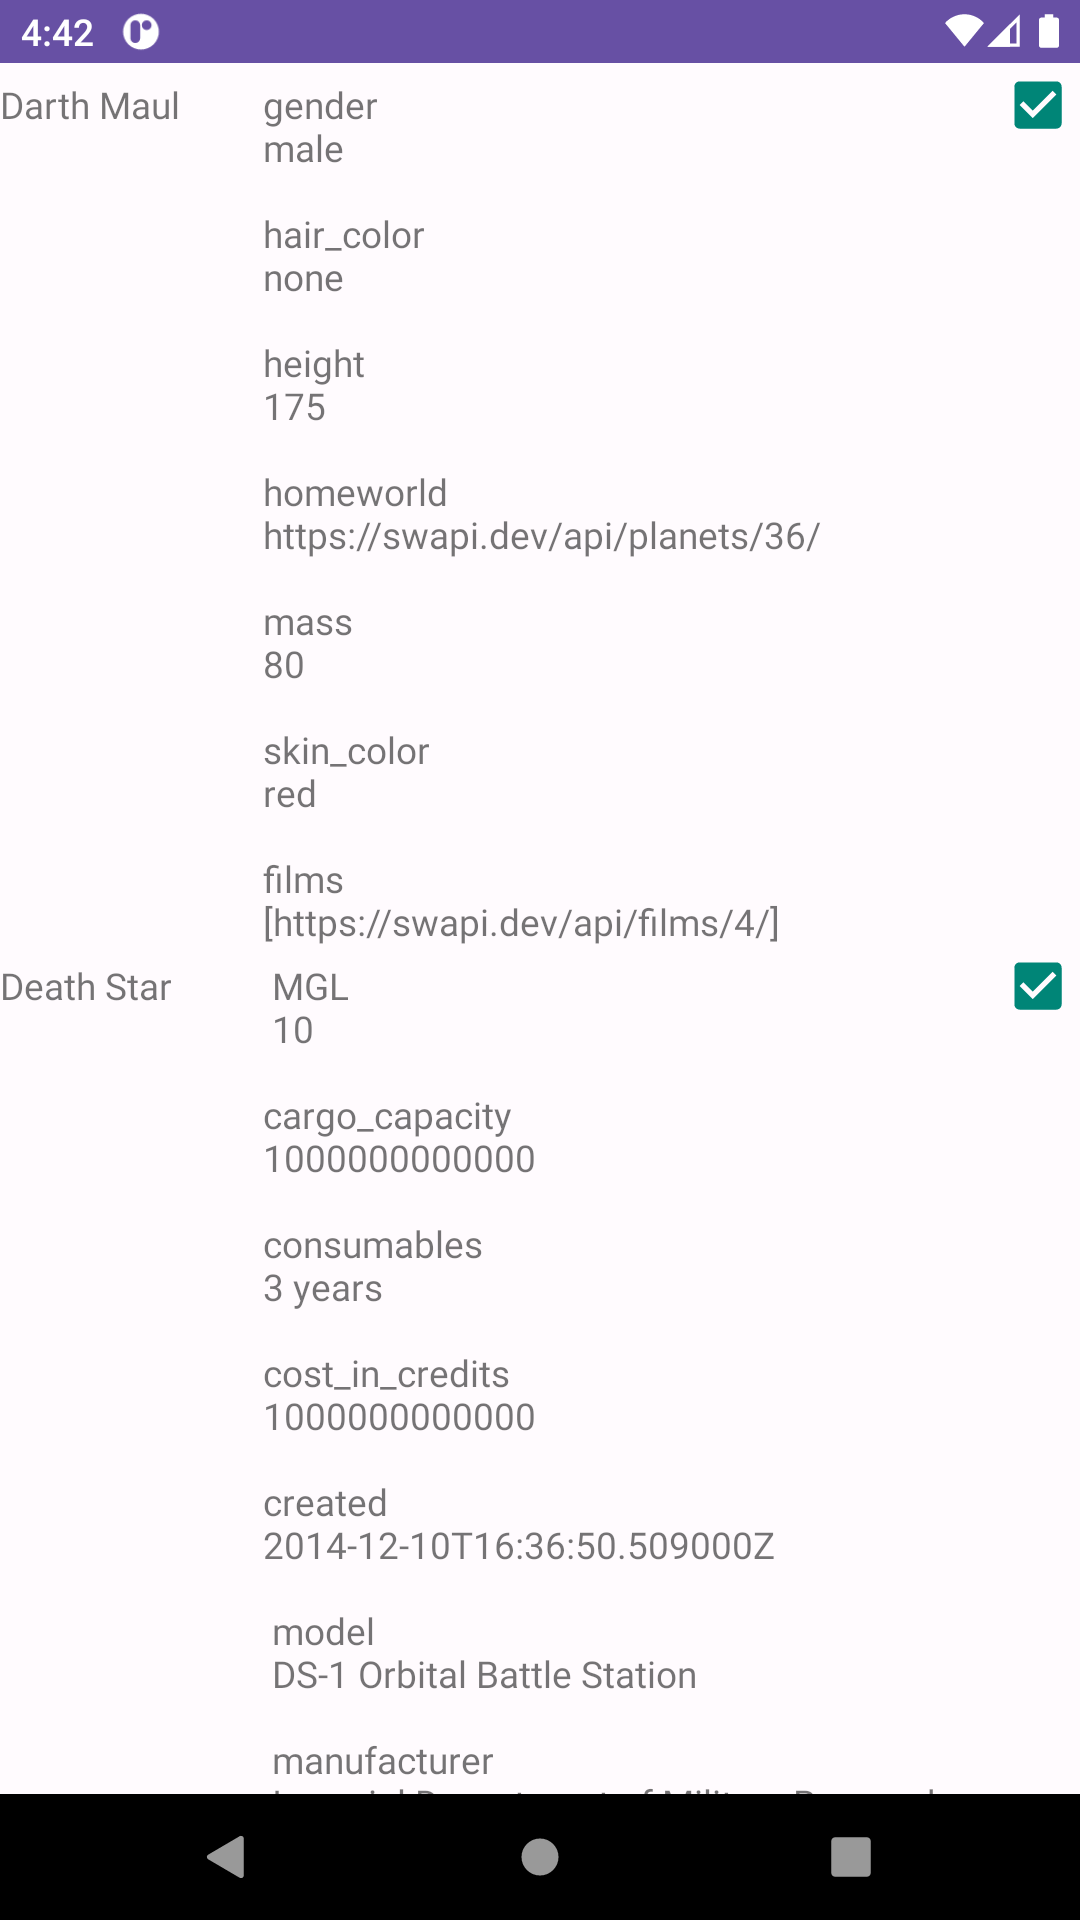 4:42
Darth Maul
gender
male
hair_color
none
height
175
homeworld
https://swapi.dev/api/planets/36/
mass
80
skin_color
red
films
[https://swapi.dev/api/films/4/]
Death Star
MGL
10
cargo_capacity
1000000000000
consumables
3 years
cost_in_credits
1000000000000
created
2014-12-10T16:36:50.509000Z
model
DS-1 Orbital Battle Station
manufacturer